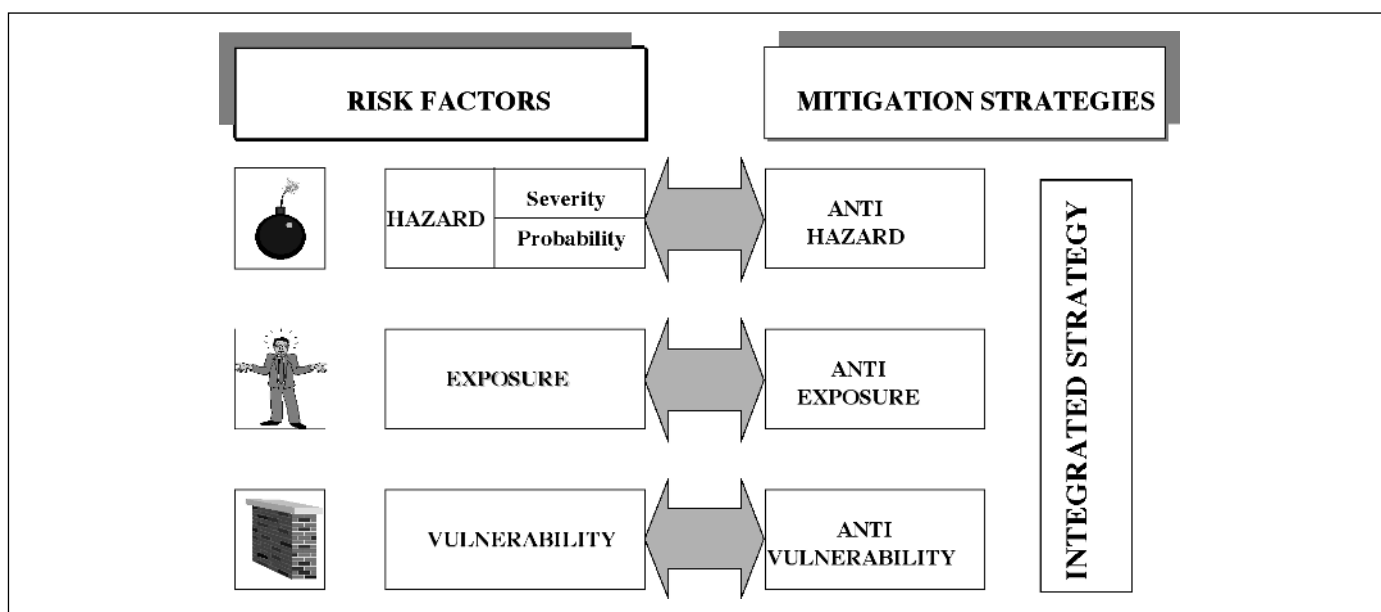 RISK FACTORS
MITIGATION STRATEGIES
HAZARD
Severity
Probability
ANTI
HAZARD
EXPOSURE
ANTI
EXPOSURE
VULNERABILITY
ANTI
VULNERABILITY
INTEGRATED STRATEGY